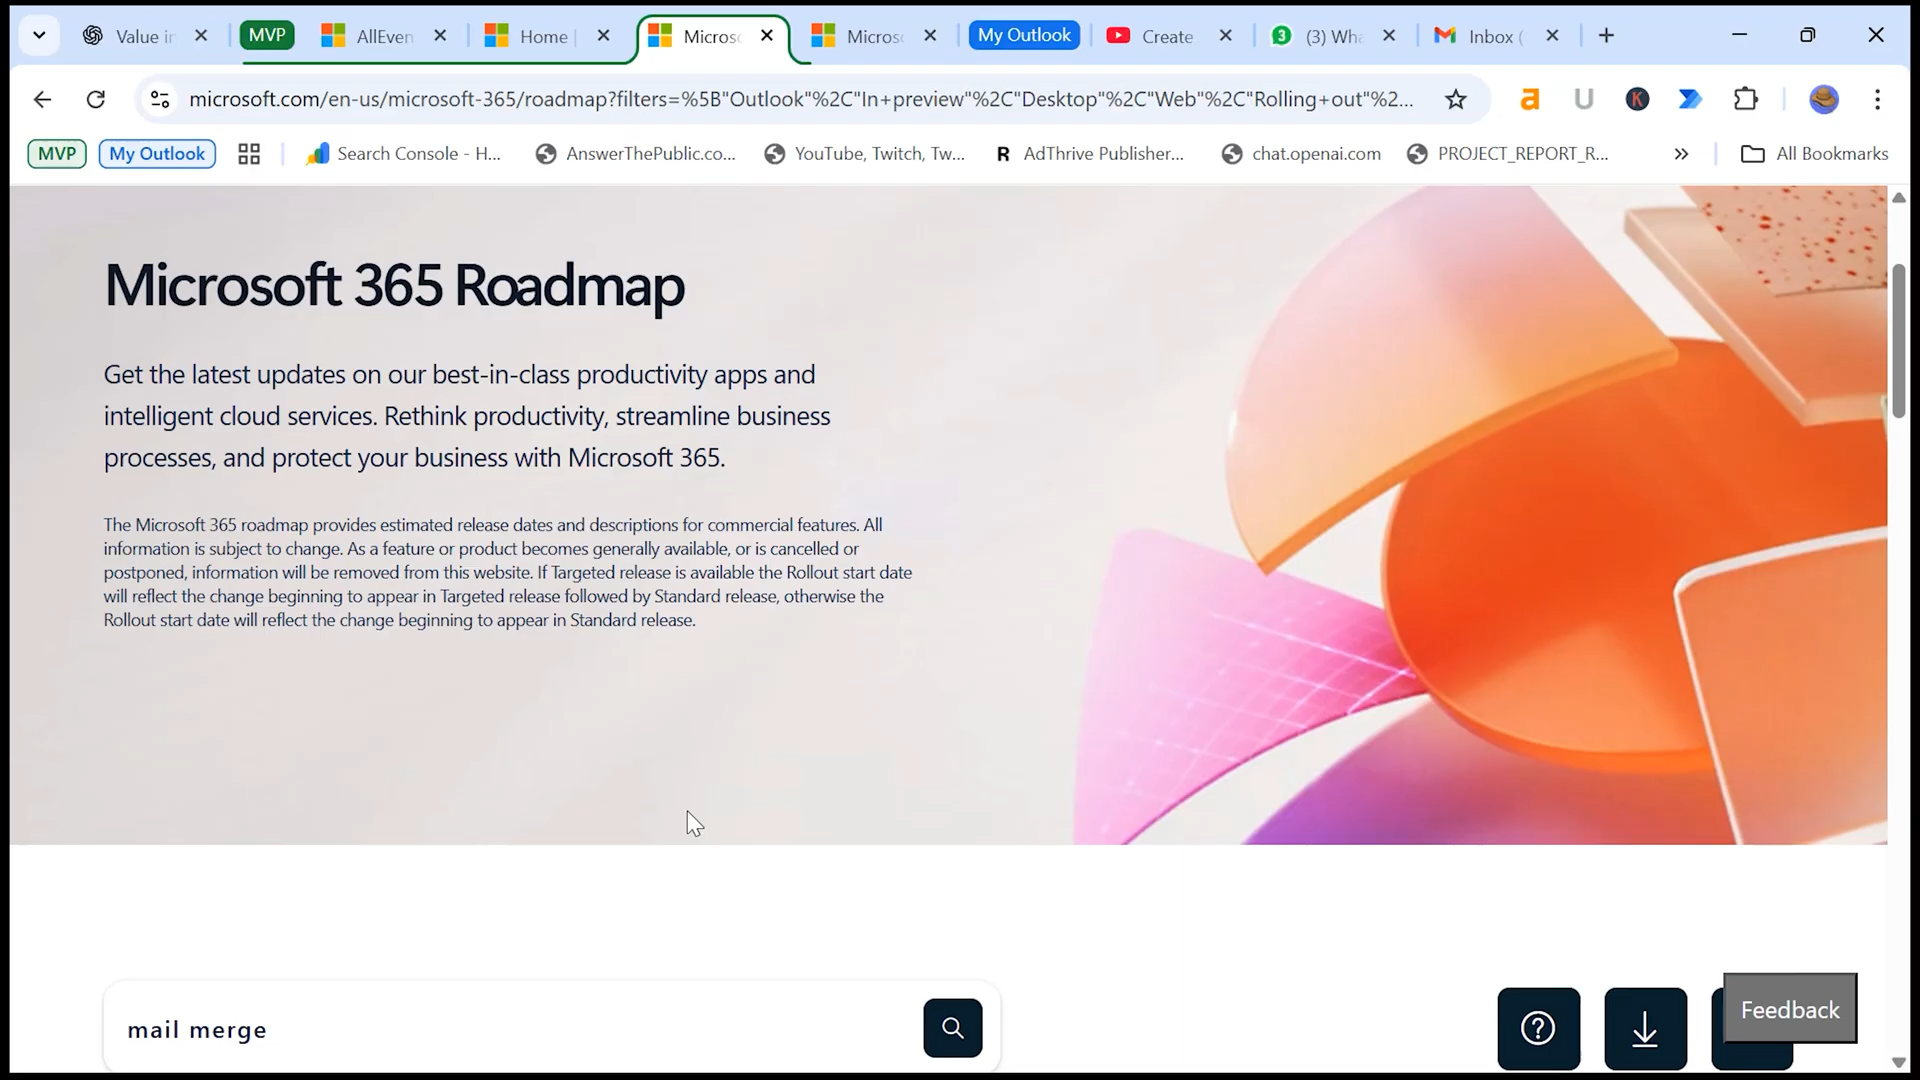 Value in
MVP
AllEven
Home |
Micros
Micros
My Outlook
Create
3 (3) Wha
Inbox (
microsoft.com/en-us/microsoft-365/roadmap?filters=%5B"Outlook"%2C"In+preview"%2C"Desktop"%2C"Web"%2C"Rolling+out"%2...
a
U
K
MVP
My Outlook
Search Console - H...
AnswerThePublic.co...
YouTube, Twitch, Tw...
R AdThrive Publisher...
chat.openai.com
PROJECT_REPORT_R...
»
All Bookmarks
Microsoft 365 Roadmap
Get the latest updates on our best-in-class productivity apps and
intelligent cloud services. Rethink productivity, streamline business
processes, and protect your business with Microsoft 365.
The Microsoft 365 roadmap provides estimated release dates and descriptions for commercial features. All
information is subject to change. As a feature or product becomes generally available, or is cancelled or
postponed, information will be removed from this website. If Targeted release is available the Rollout start date
will reflect the change beginning to appear in Targeted release followed by Standard release, otherwise the
Rollout start date will reflect the change beginning to appear in Standard release.
mail merge
Feedback